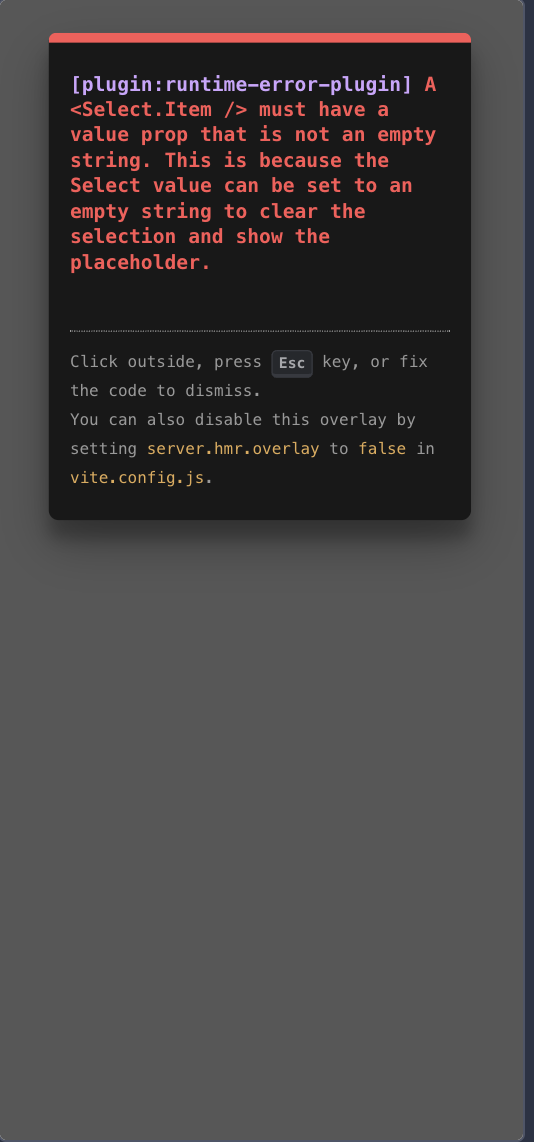 [plugin:runtime-error-plugin] A
<Select.Item /> must have a
value prop that is not an empty
string. This is because the
Select value can be set to an
empty string to clear the
selection and show the
placeholder.
Click outside, press Esc key, or fix
the code to dismiss.
You can also disable this overlay by
setting server.hmr.overlay to false in
vite.config.js.